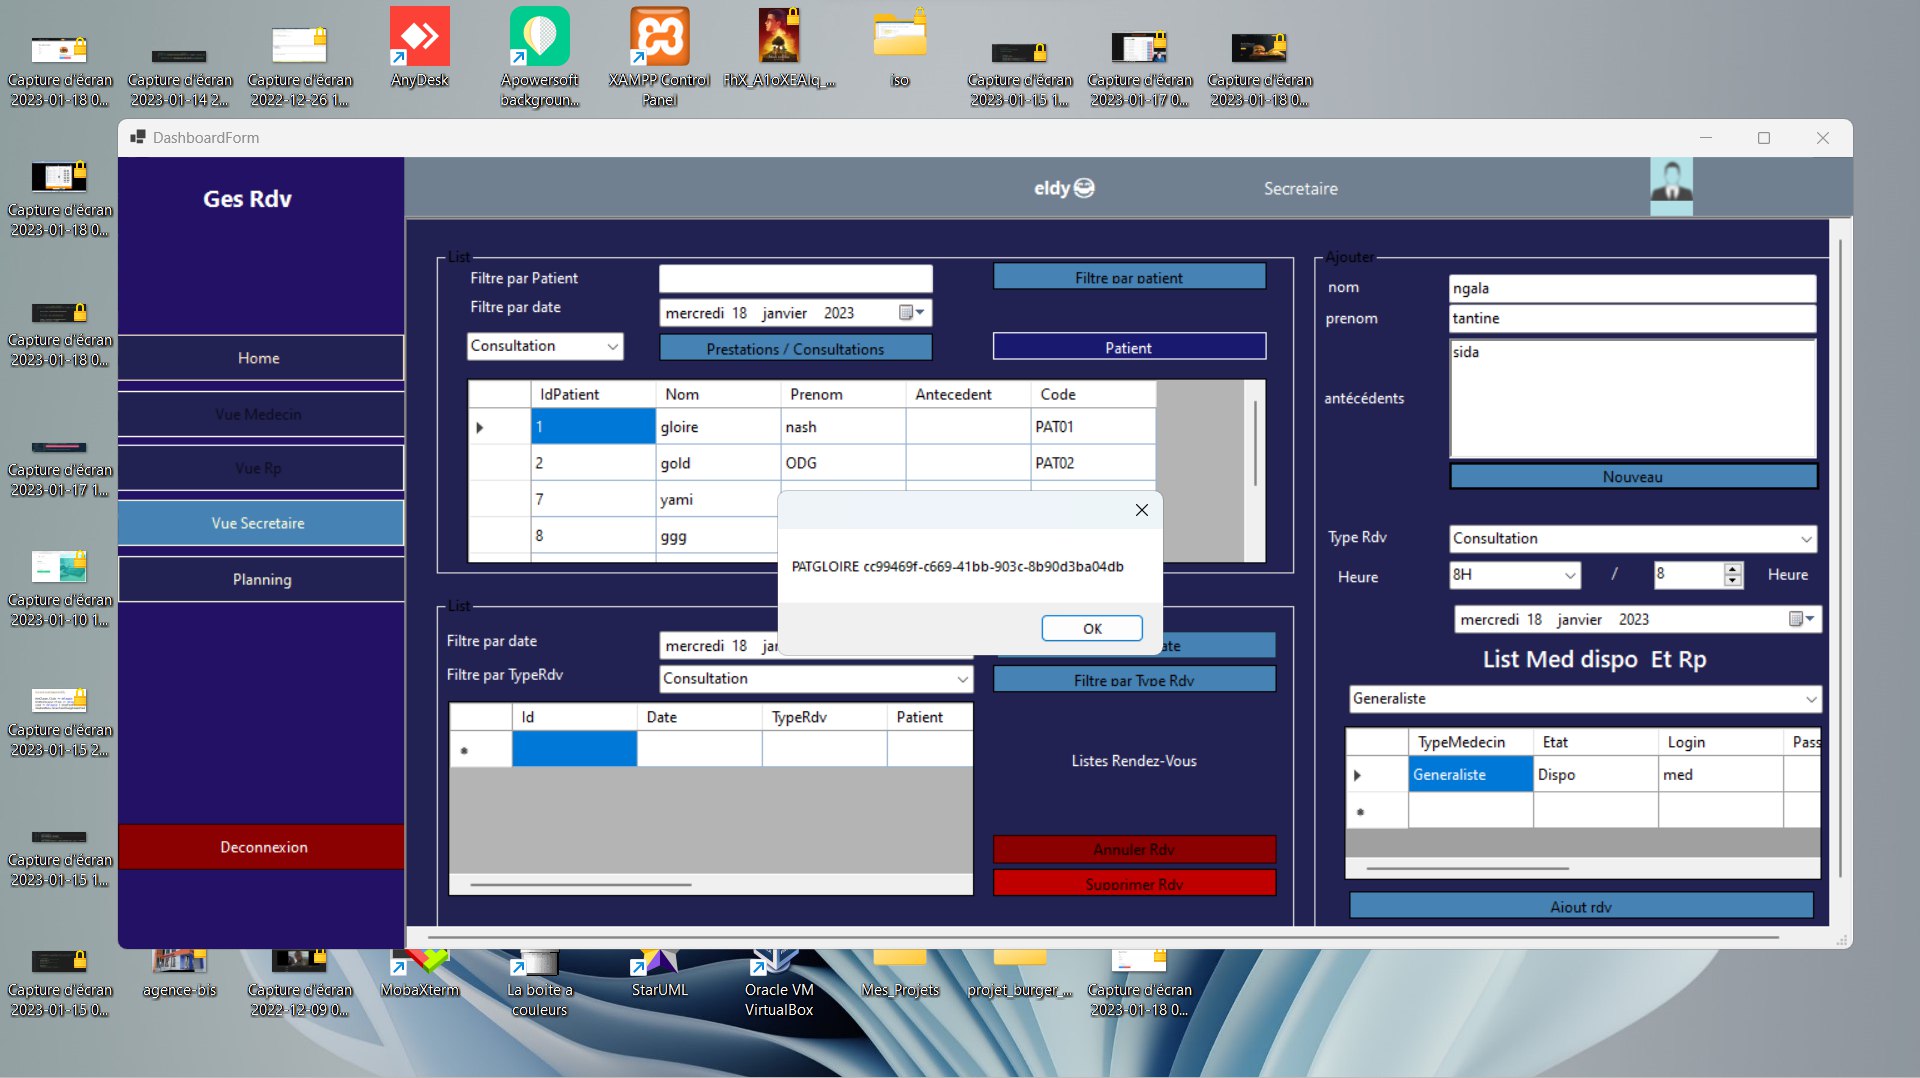 AnyDesk
Apowersoft
backgroun...
XAMPP Control
Panel
FhX_A1oXEAIq_...
iso
Capture d'écran
2023-01-18 0...
Capture d'écran
2023-01-14 2...
Capture d'écran
2022-12-26 1...
Capture d'écran
2023-01-15 1...
Capture d'écran
2023-01-17 0...
Capture d'écran
2023-01-18 0...
Capture d'écran
2023-01-18 0...
Capture d'écran
2023-01-18 0...
Capture d'écran
2023-01-17 1...
Capture d'écran
2023-01-10 1...
Capture d'écran
2023-01-15 2...
Capture d'écran
2023-01-15 1...
DashboardForm
Ges Rdv
Home
Vue Medecin
Vue Rp
Vue Secretaire
Planning
Deconnexion
eldy
Secretaire
List
Filtre par Patient
Filtre par patient
Filtre par date
mercredi 18 janvier 2023
Consultation
Prestations / Consultations
Patient
IdPatient Nom Prenom Antecedent Code
1 gloire nash PAT01
2 gold ODG PAT02
7 yami
8 ggg
PATGLOIRE cc99469f-c669-41bb-903c-8b90d3ba04db
OK
List
Filtre par date
mercredi 18 jan
ate
Filtre par TypeRdv
Consultation
Filtre par Type Rdv
Id Date TypeRdv Patient
Listes Rendez-Vous
Annuler Rdv
Supprimer Rdv
Ajouter
nom
ngala
prenom
tantine
antécédents
sida
Nouveau
Type Rdv
Consultation
Heure
8H
/
8
Heure
mercredi 18 janvier 2023
List Med dispo Et Rp
Generaliste
TypeMedecin Etat Login Pass
Generaliste Dispo med
Ajout rdv
Capture d'écran
2023-01-15 0...
agence-bis
Capture d'écran
2022-12-09 0...
MobaXterm
La boite a
couleurs
StarUML
Oracle VM
VirtualBox
Mes_Projets
projet_burger_...
Capture d'écran
2023-01-18 0...